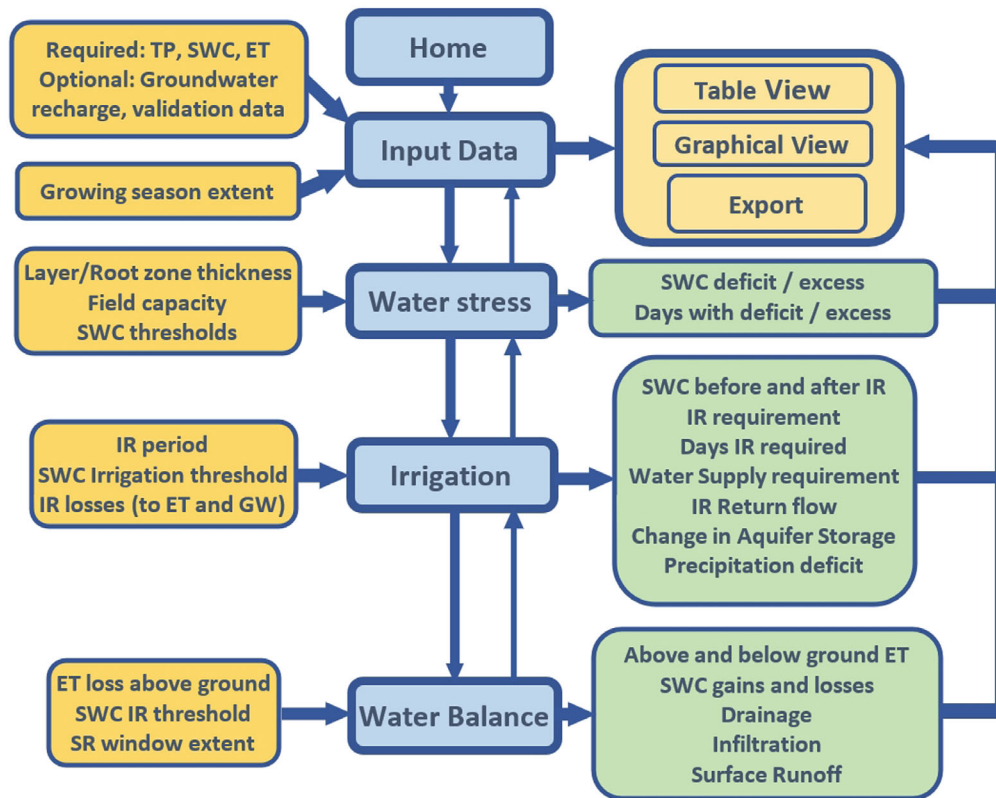 Home
Required: TP, SWC, ET
Optional: Groundwater
recharge, validation data
Input Data
Table View
Graphical View
Export
Growing season extent
Layer/Root zone thickness
Field capacity
SWC thresholds
Water stress
SWC deficit / excess
Days with deficit / excess
IR period
SWC Irrigation threshold
IR losses (to ET and GW)
Irrigation
SWC before and after IR
IR requirement
Days IR required
Water Supply requirement
IR Return flow
Change in Aquifer Storage
Precipitation deficit
ET loss above ground
SWC IR threshold
SR window extent
Water Balance
Above and below ground ET
SWC gains and losses
Drainage
Infiltration
Surface Runoff